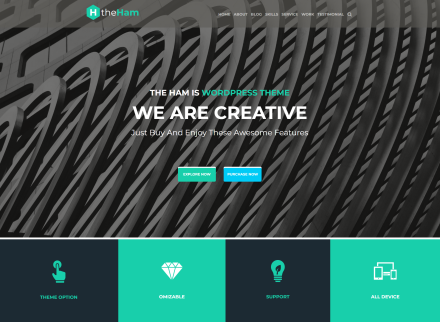 H theHam
HOME ABOUT BLOG SKILLS SERVICE WORK TESTIMONIAL
THE HAM IS WORDPRESS THEME
WE ARE CREATIVE
Just Buy And Enjoy These Awesome Features
EXPLORE NOW PURCHASE NOW
THEME OPTION OMIZABLE SUPPORT ALL DEVICE